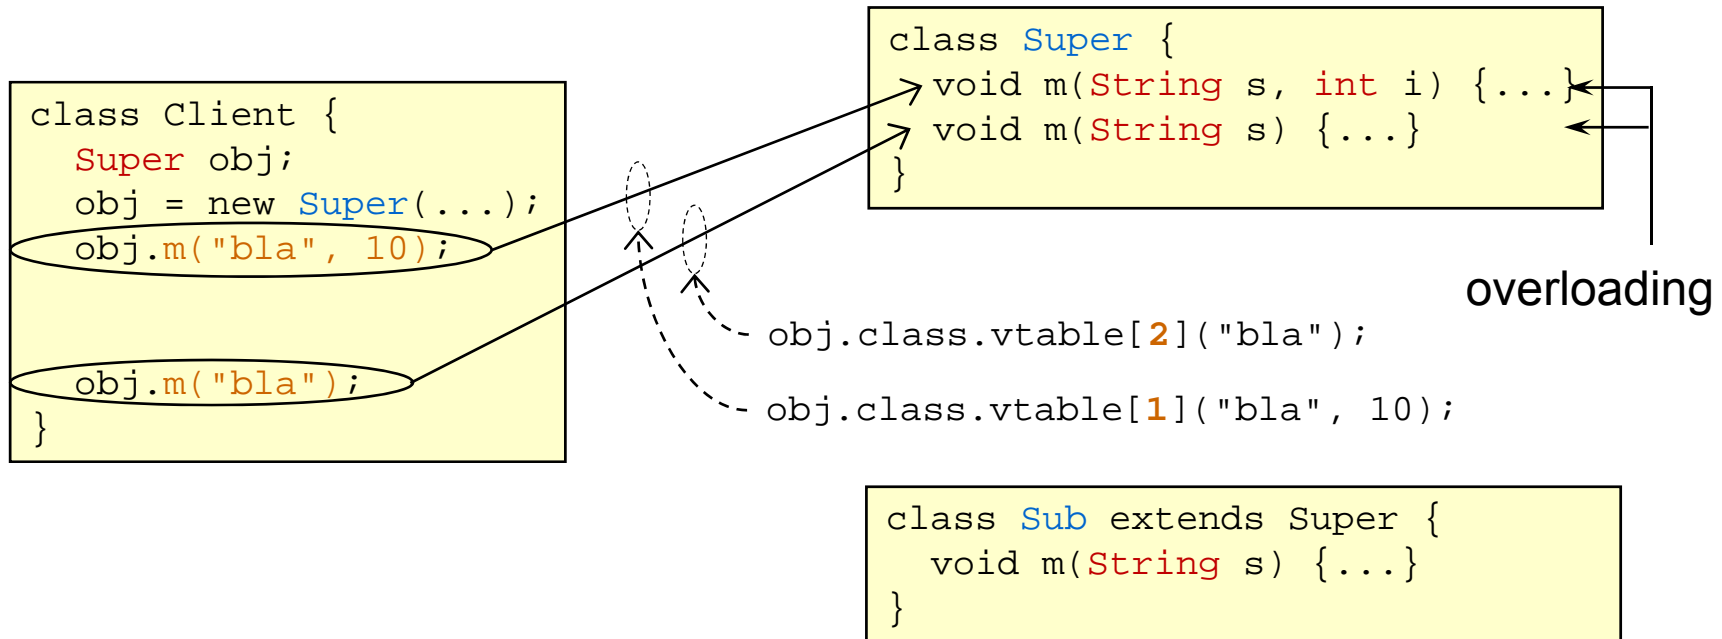 class Client {
Super obj;
obj = new Super(...);
obj.m("bla", 10);
obj.m("bla");
}
class Super {
void m(String s, int i) {...}
void m(String s) {...}
}
overloading
obj.class.vtable[2]("bla");
obj.class.vtable[1]("bla", 10);
class Sub extends Super {
void m(String s) {...}
}